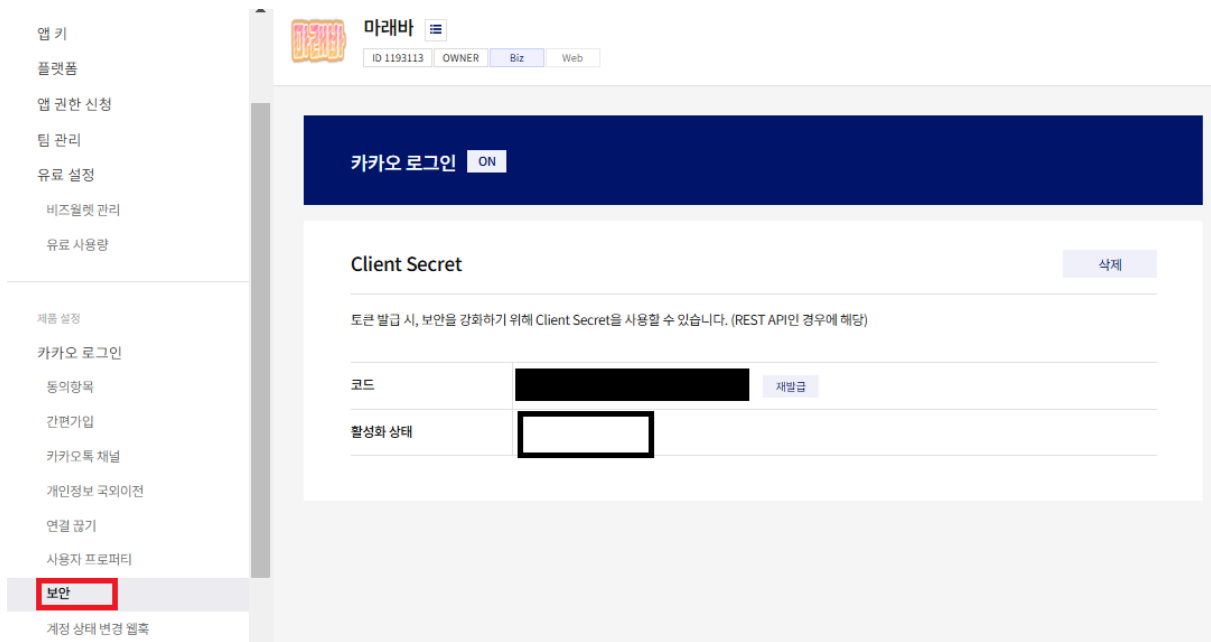 앱 키
플랫폼
앱 권한 신청
팀 관리
유료 설정
비즈월렛 관리
유료 사용량
제품 설정
카카오 로그인
동의항목
간편가입
카카오톡 채널
개인정보 국외이전
연결 끊기
사용자 프로퍼티
보안
계정 상태 변경 웹훅
마래바
마래바
ID 1193113 OWNER Biz Web
카카오 로그인 ON
Client Secret 삭제
토큰 발급 시, 보안을 강화하기 위해 Client Secret을 사용할 수 있습니다. (REST API인 경우에 해당)
코드 재발급
활성화 상태